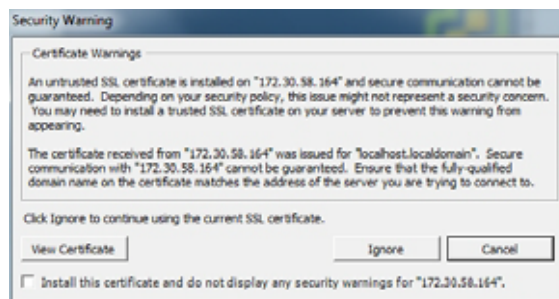 Security Warning
Certificate Warnings
An untrusted SSL certificate is installed on "172.30.58.164" and secure communication cannot be
guaranteed. Depending on your security policy, this issue might not represent a security concern.
You may need to install a trusted SSL certificate on your server to prevent this warning from
appearing.
The certificate received from "172.30.58.164" was issued for "localhost.localdomain". Secure
communication with "172.30.58.164" cannot be guaranteed. Ensure that the fully-qualified
domain name on the certificate matches the address of the server you are trying to connect to.
Click Ignore to continue using the current SSL certificate.
View Certificate Ignore Cancel
Install this certificate and do not display any security warnings for "172.30.58.164".